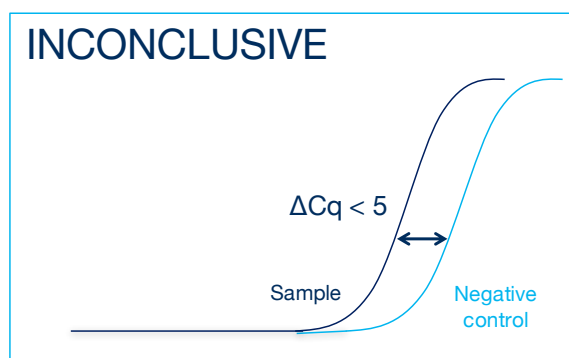 INCONCLUSIVE
ΔCq < 5
Sample
Negative
control